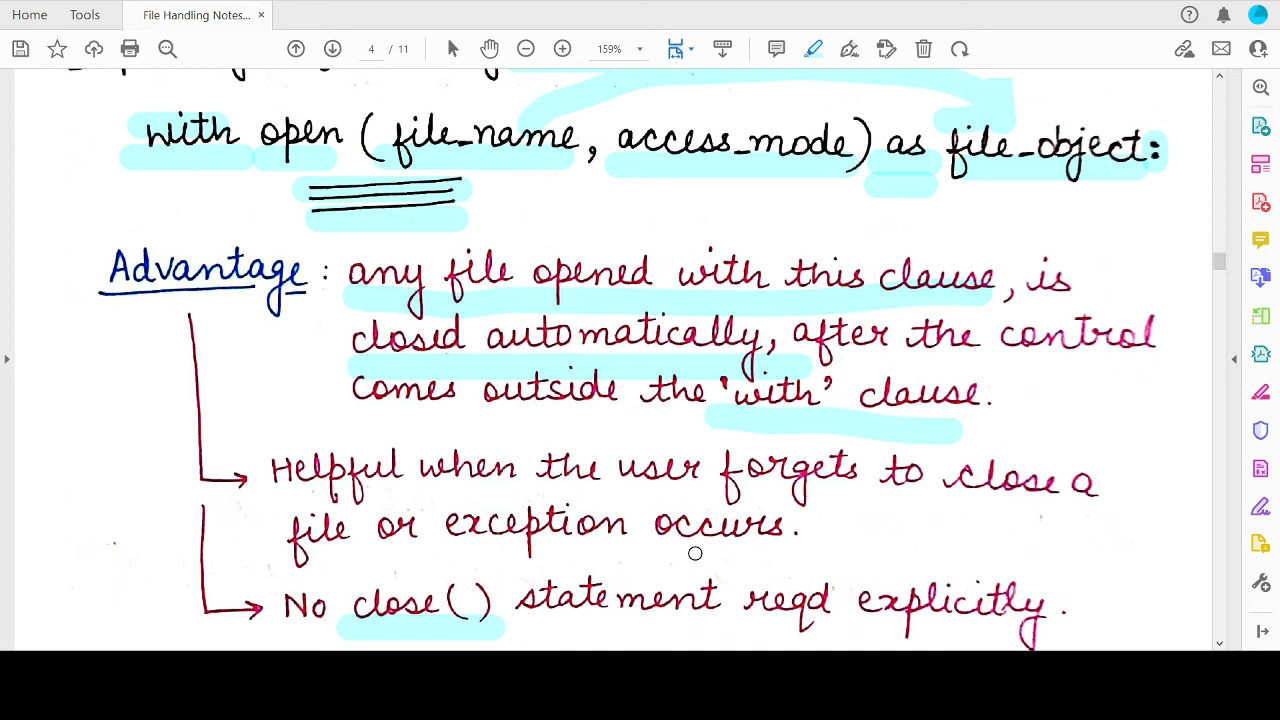 Home Tools File Handling Notes... ×
4 / 11 159%
with open ( file_name, access_mode) as file_object:
Advantage : any file opened with this clause, is
closed automatically, after the control
comes outside the 'with' clause.
Helpful when the user forgets to close a
file or exception occurs.
No close( ) statement reqd explicitly.